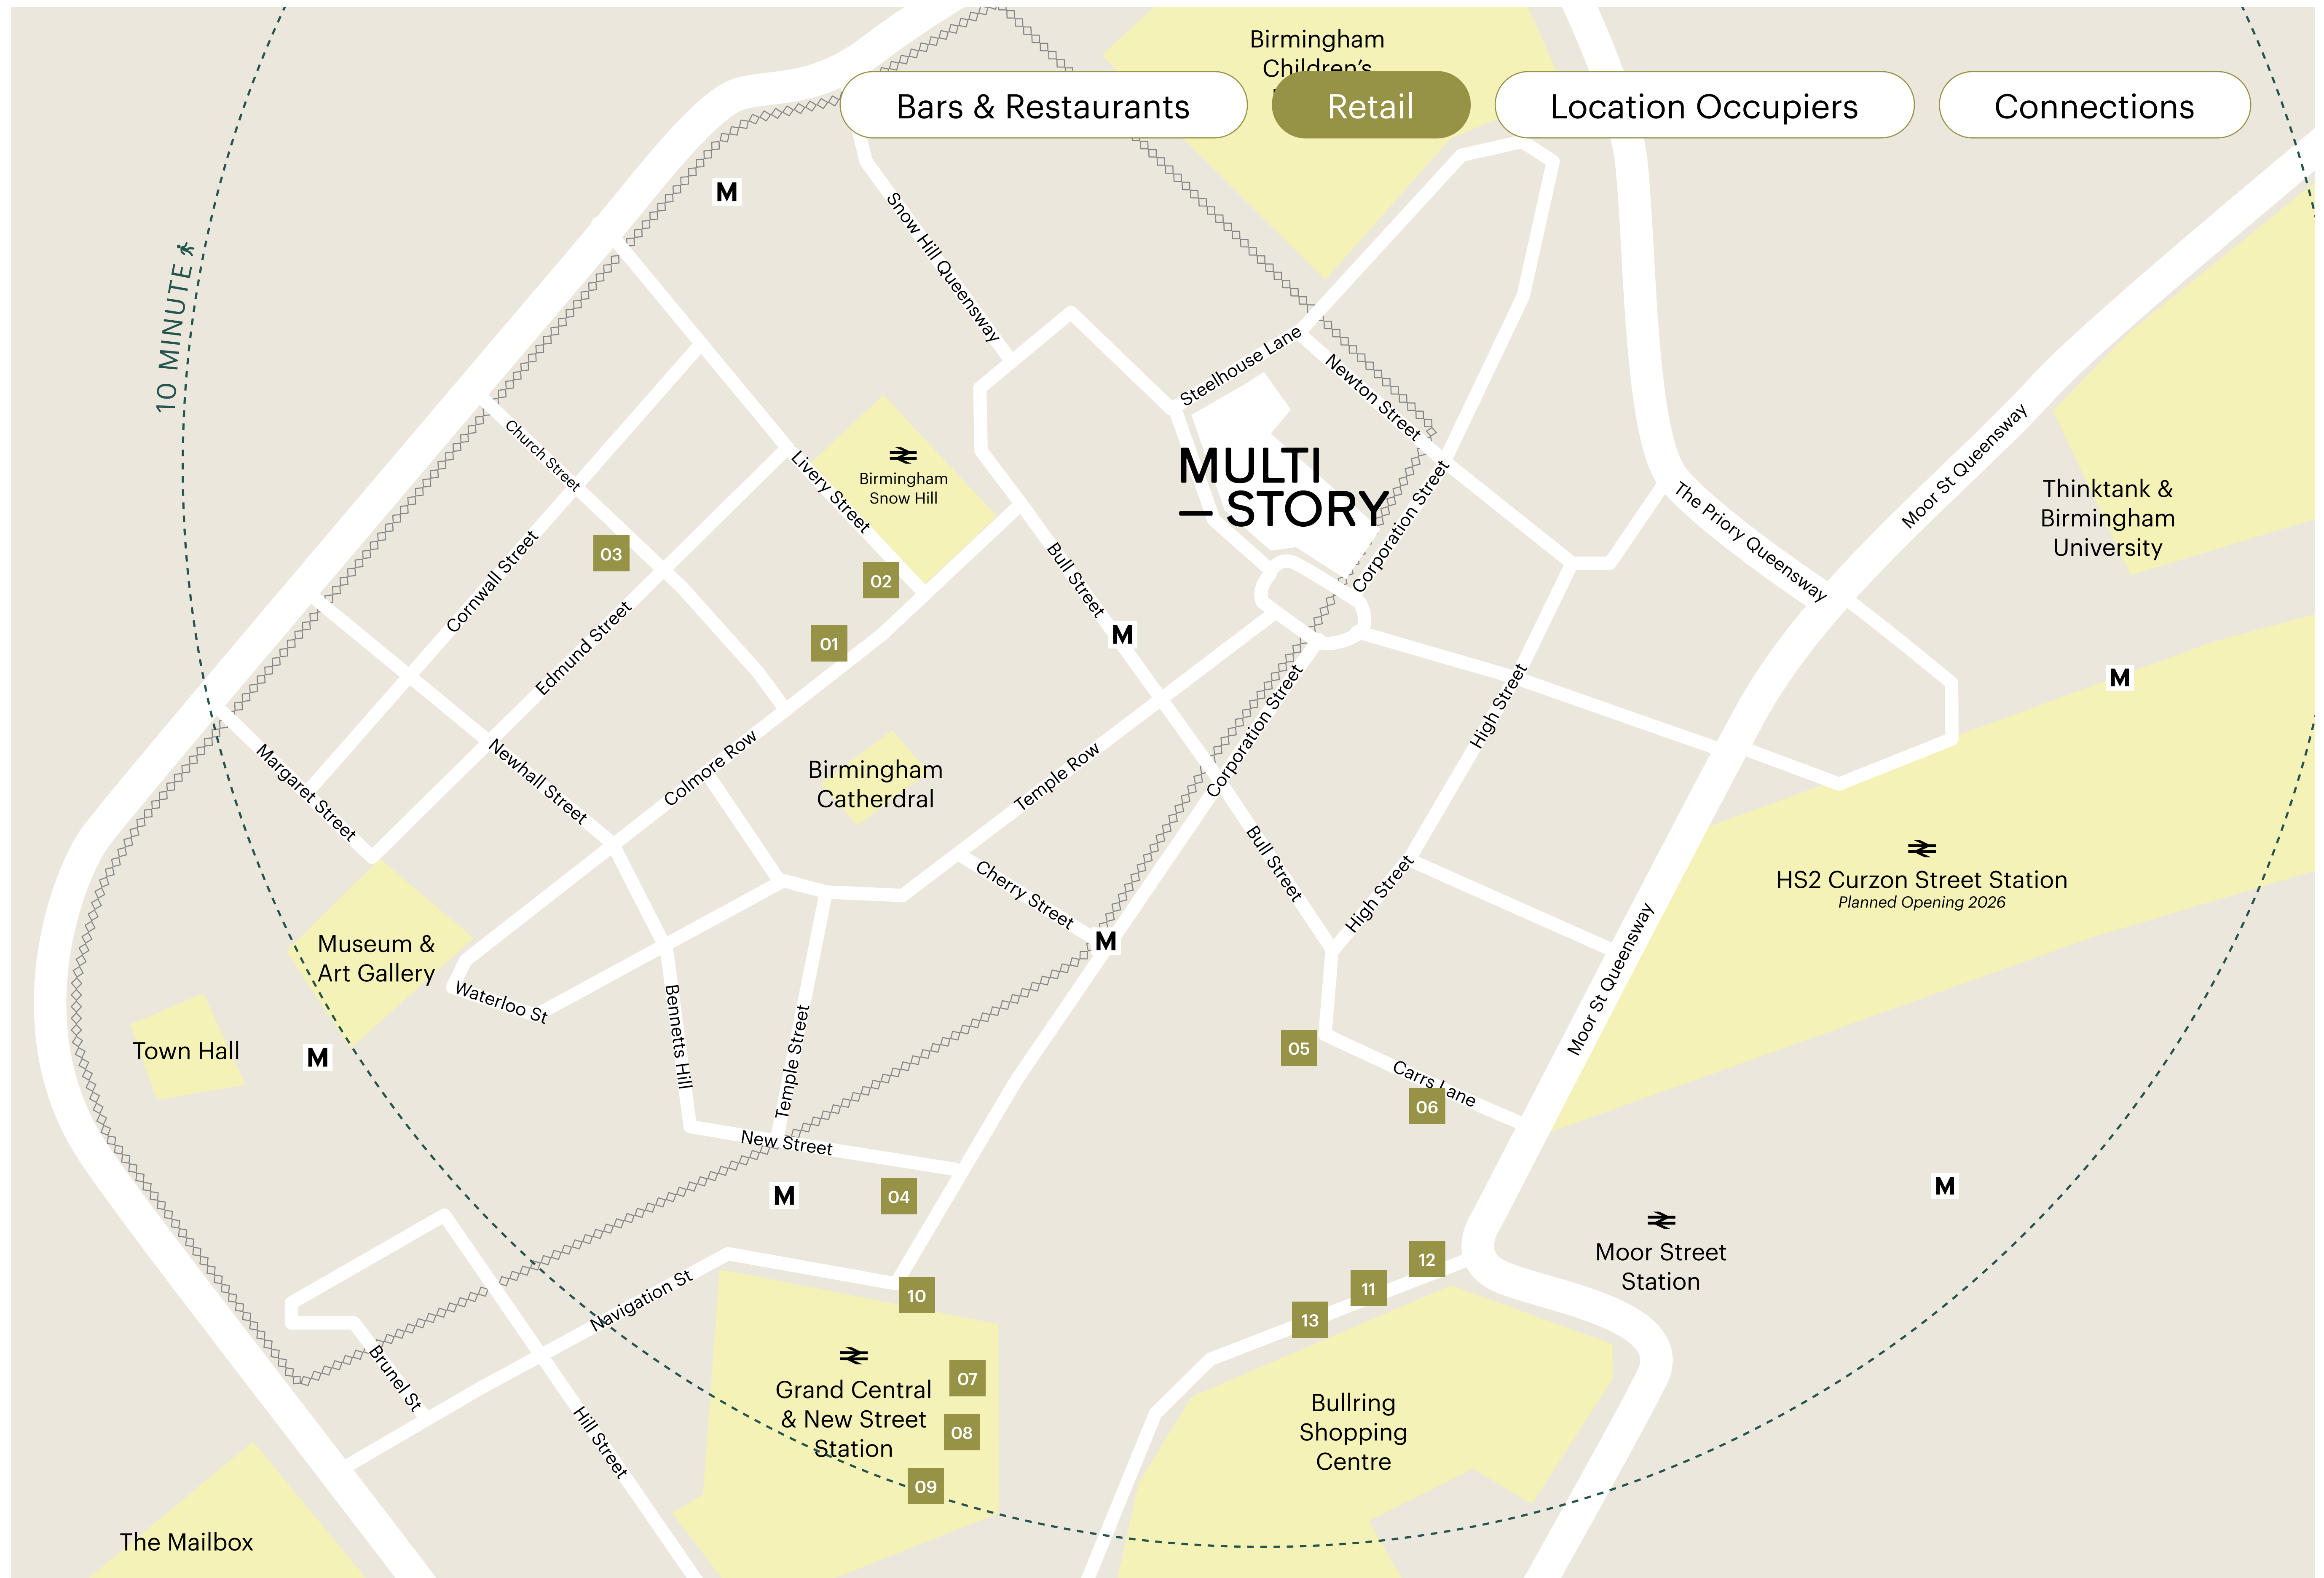 Birmingham
Children's
Bars & Restaurants
Retail
Location Occupiers
Connections
M
Snow Hill Queensway
10 MINUTE
Steelhouse Lane
Newton Street
Church Street
Livery Street
Birmingham
Snow Hill
MULTI
— STORY
Corporation Street
The Priory Queensway
Moor St Queensway
Thinktank &
Birmingham
University
Cornwall Street
03
02
01
Edmund Street
Bull Street
M
M
High Street
Corporation Street
Margaret Street
Newhall Street
Colmore Row
Birmingham
Catherdral
Temple Row
Bull Street
High Street
Cherry Street
M
HS2 Curzon Street Station
Planned Opening 2026
Museum &
Art Gallery
Waterloo St
Bennetts Hill
Temple Street
Moor St Queensway
Town Hall
M
05
Carrs Lane
06
New Street
M
04
M
Moor Street
Station
Navigation St
10
12
11
13
Brunel St
Hill Street
Grand Central
& New Street
Station
07
08
09
Bullring
Shopping
Centre
The Mailbox